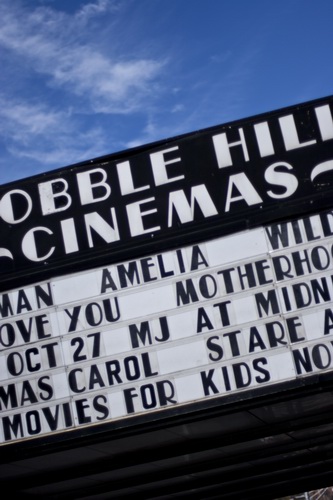 OBBLE HILL
CINEMAS
MAN AMELIA WILL
OVE YOU MOTHERHOO
OCT 27 MJ AT MIDN
MAS CAROL STARE A
MOVIES FOR KIDS NO